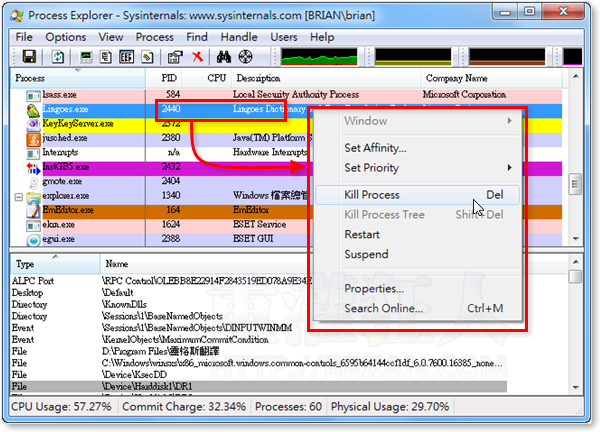 Process Explorer - Sysinternals: www.sysinternals.com [BRIAN\brian]
File Options View Process Find Handle Users Help
Process PID CPU Description Company Name
lsass.exe 584 Local Security Authority Process Microsoft Corporation
Lingoes.exe 2440 Lingoes Dictionary
KeyKeyServer.exe 2372
jusched.exe 2380 Java(TM) Platform S
Interrupts n/a Hardware Interrupts
InstGB5.exe 2432
gmote.exe 2404
explorer.exe 1340 Windows 檔案總管
EmEditor.exe 164 EmEditor
ekrn.exe 1624 ESET Service
egui.exe 2388 ESET GUI
Window
Set Affinity...
Set Priority
Kill Process Del
Kill Process Tree Shift+Del
Restart
Suspend
Properties...
Search Online... Ctrl+M
Type Name
ALPC Port \RPC Control\OLEBB8E22914F2843519ED078A9E34
Desktop \Default
Directory \KnownDlls
Directory \Sessions\1\BaseNamedObjects
Event \Sessions\1\BaseNamedObjects\DINPUTWINMM
Event \KernelObjects\MaximumCommitCondition
File D:\Program Files\靈格斯翻譯
File C:\Windows\winsxs\x86_microsoft.windows.common-controls_6595b64144ccf1df_6.0.7600.16385_none...
File \Device\KsecDD
File \Device\Harddisk1\DR1
CPU Usage: 57.27% Commit Charge: 32.34% Processes: 60 Physical Usage: 29.70%